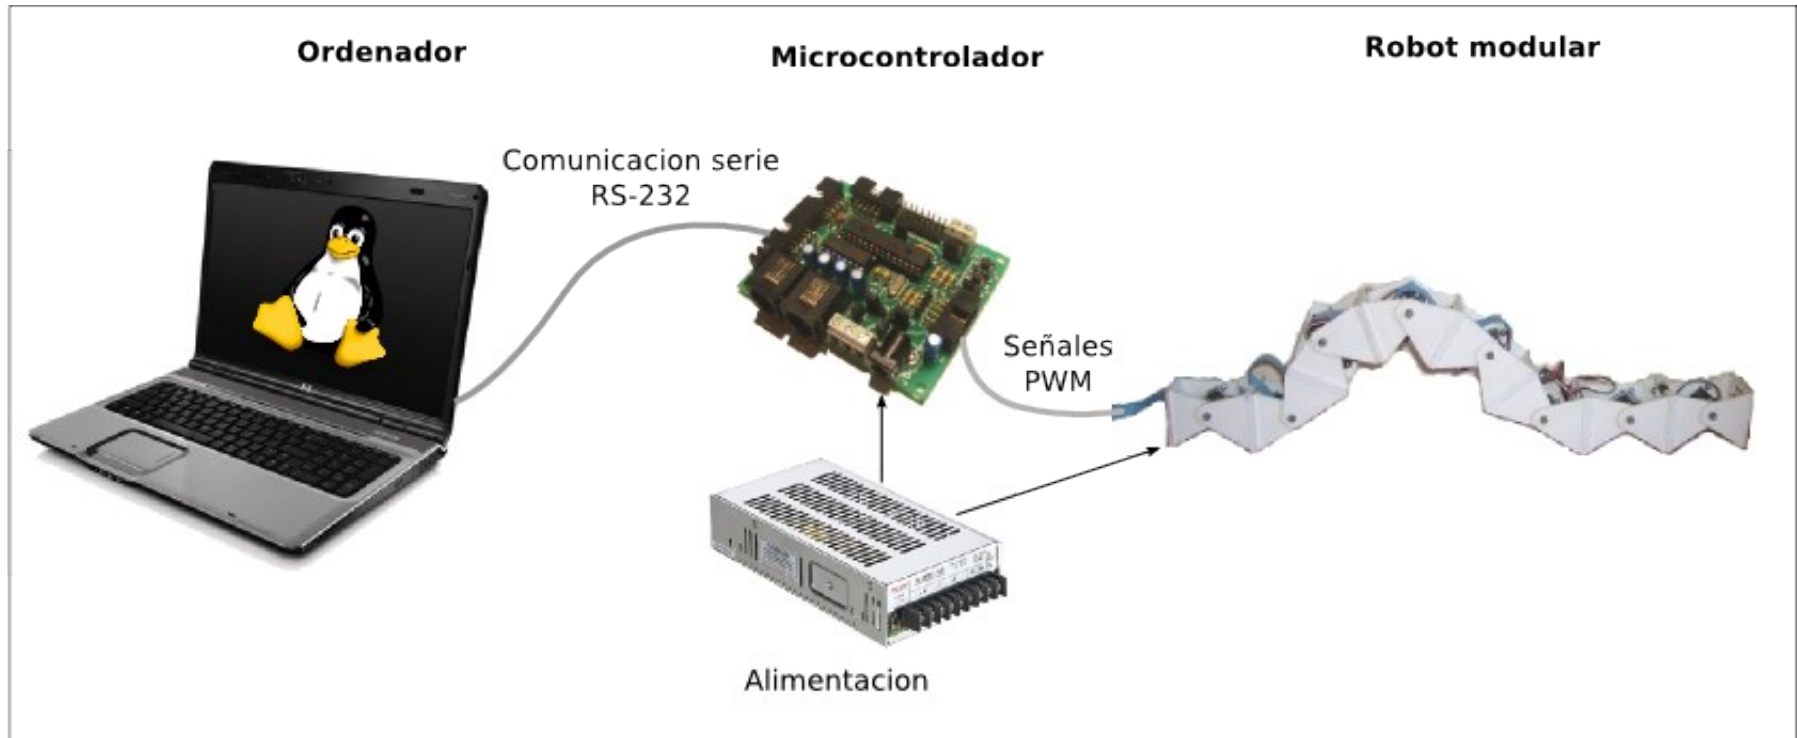 Ordenador
Microcontrolador
Robot modular
Comunicacion serie
RS-232
Señales
PWM
Alimentacion